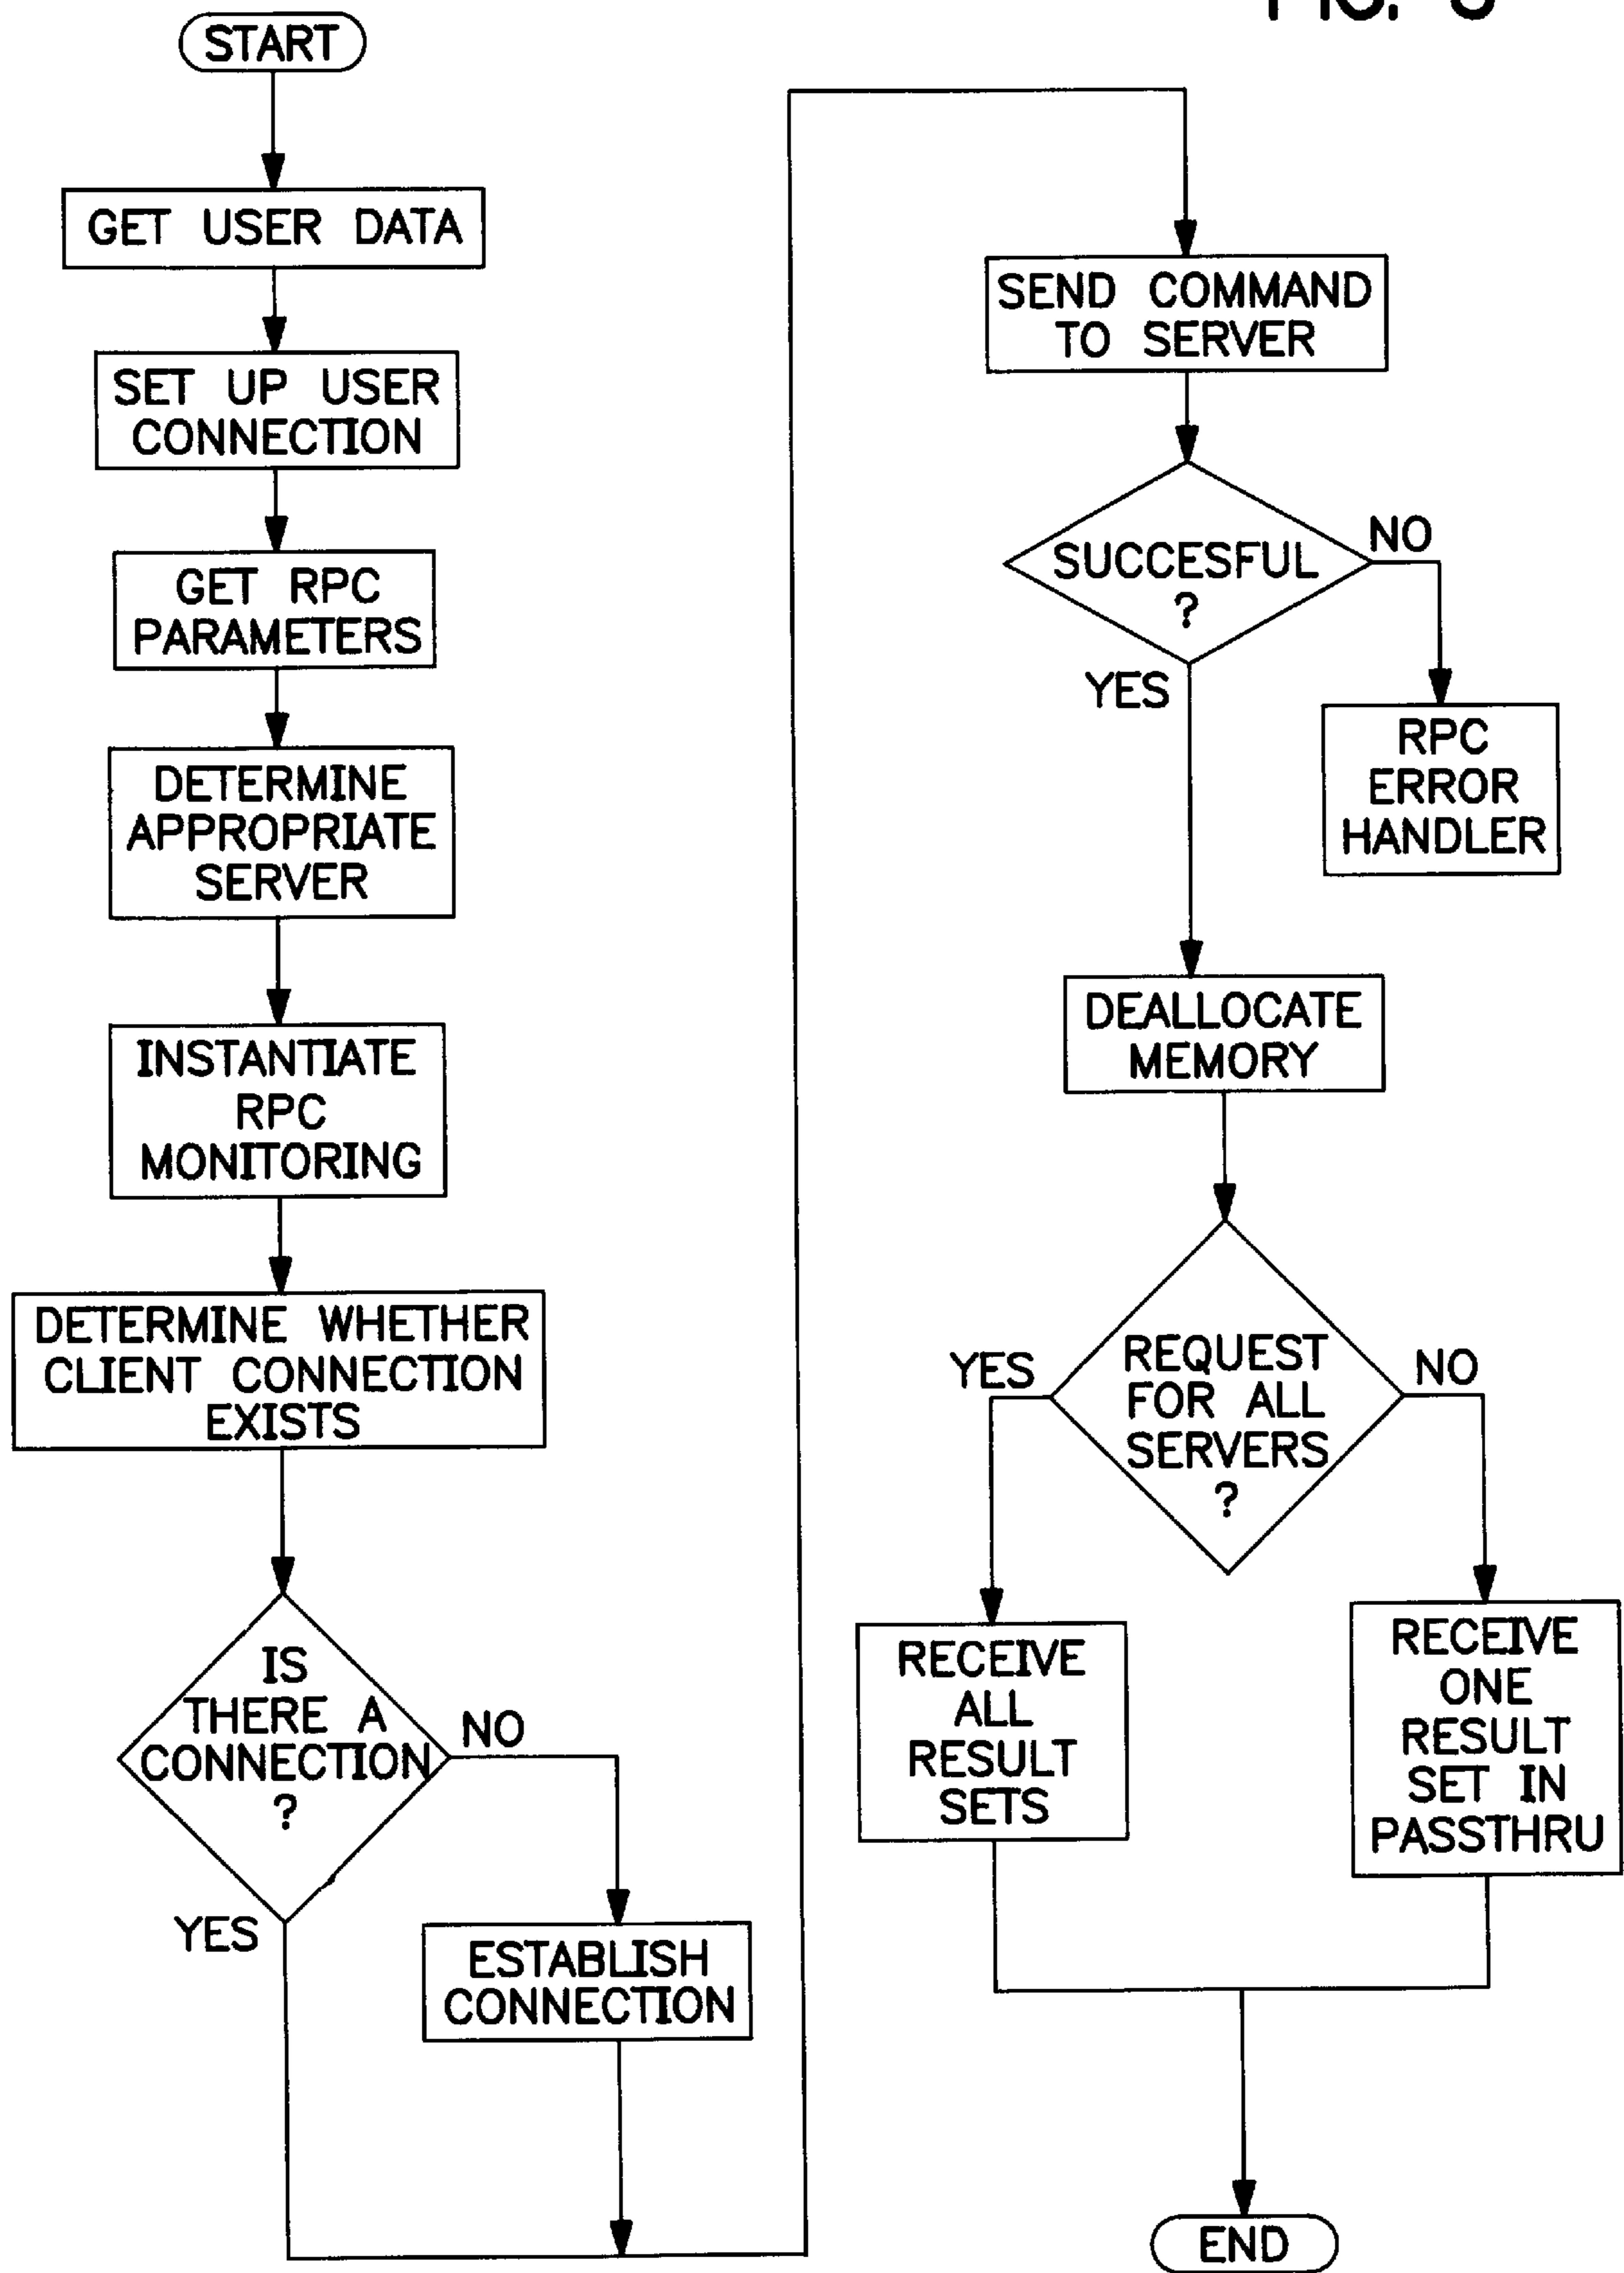 START
GET USER DATA
SET UP USER
CONNECTION
GET RPC
PARAMETERS
DETERMINE
APPROPRIATE
SERVER
INSTANTIATE
RPC
MONITORING
DETERMINE WHETHER
CLIENT CONNECTION
EXISTS
IS
THERE A
CONNECTION
?
NO
YES
ESTABLISH
CONNECTION
SEND COMMAND
TO SERVER
SUCCESFUL
?
NO
YES
RPC
ERROR
HANDLER
DEALLOCATE
MEMORY
REQUEST
FOR ALL
SERVERS
?
YES
NO
RECEIVE
ALL
RESULT
SETS
RECEIVE
ONE
RESULT
SET IN
PASSTHRU
END